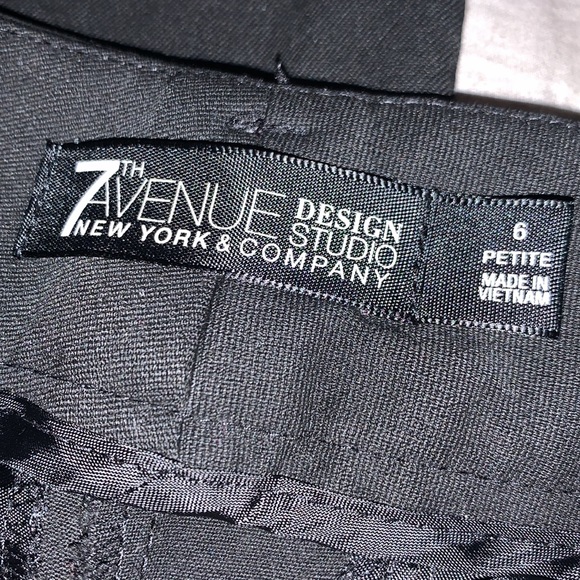 7TH AVENUE DESIGN STUDIO
NEW YORK & COMPANY
6
PETITE
MADE IN
VIETNAM